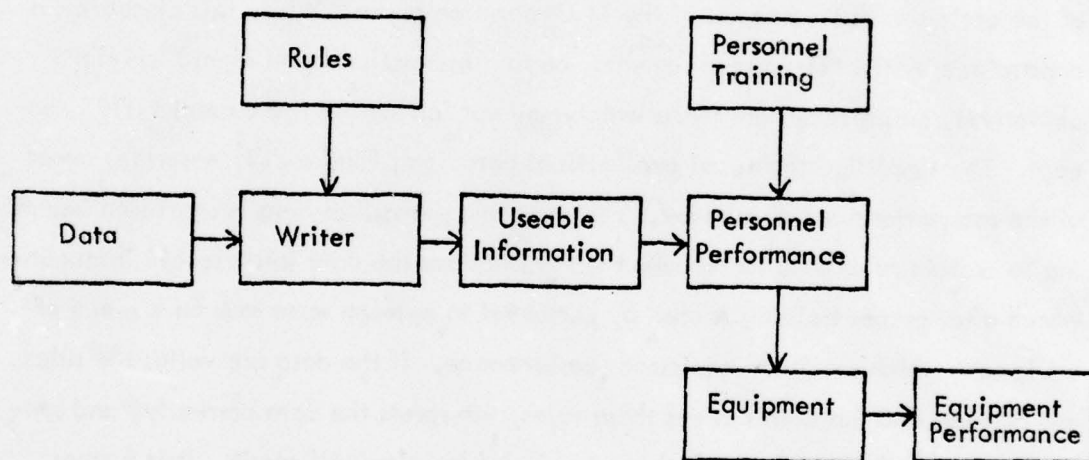 Rules
Personnel
Training
Data
Writer
Useable
Information
Personnel
Performance
Equipment
Equipment
Performance